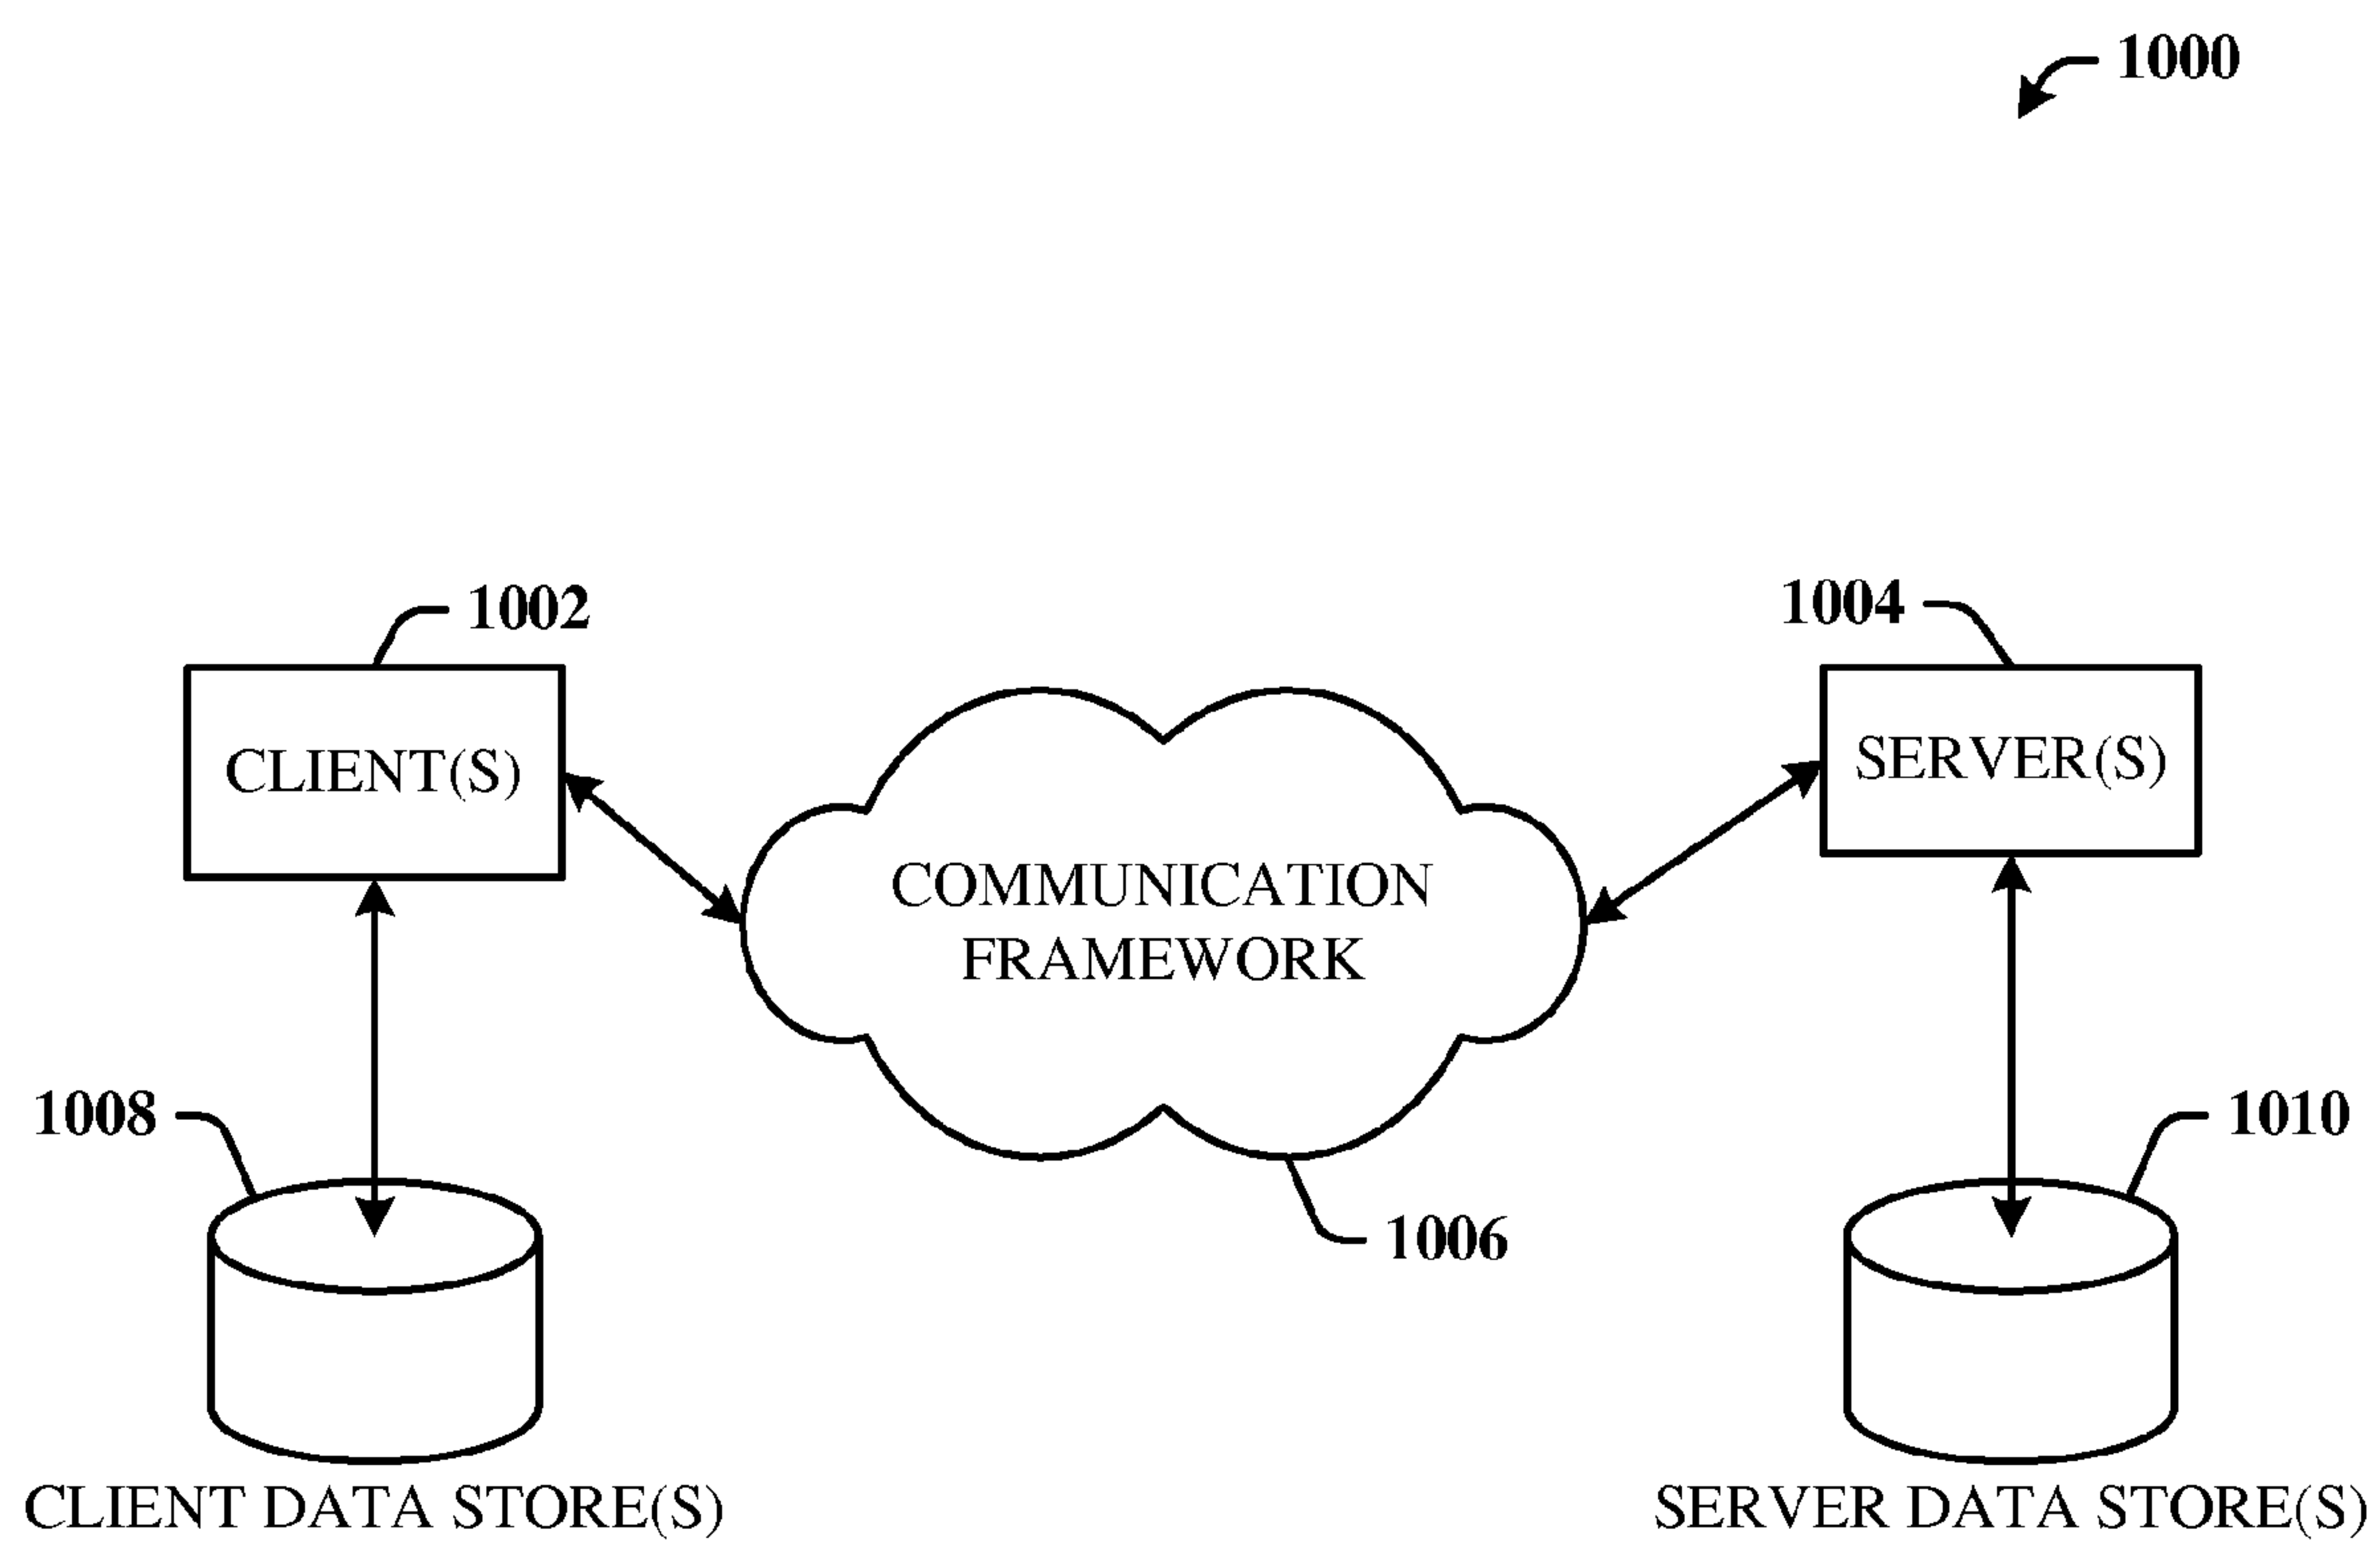 1000
1002
1004
CLIENT(S)
SERVER(S)
COMMUNICATION
FRAMEWORK
1008
1010
1006
CLIENT DATA STORE(S)
SERVER DATA STORE(S)